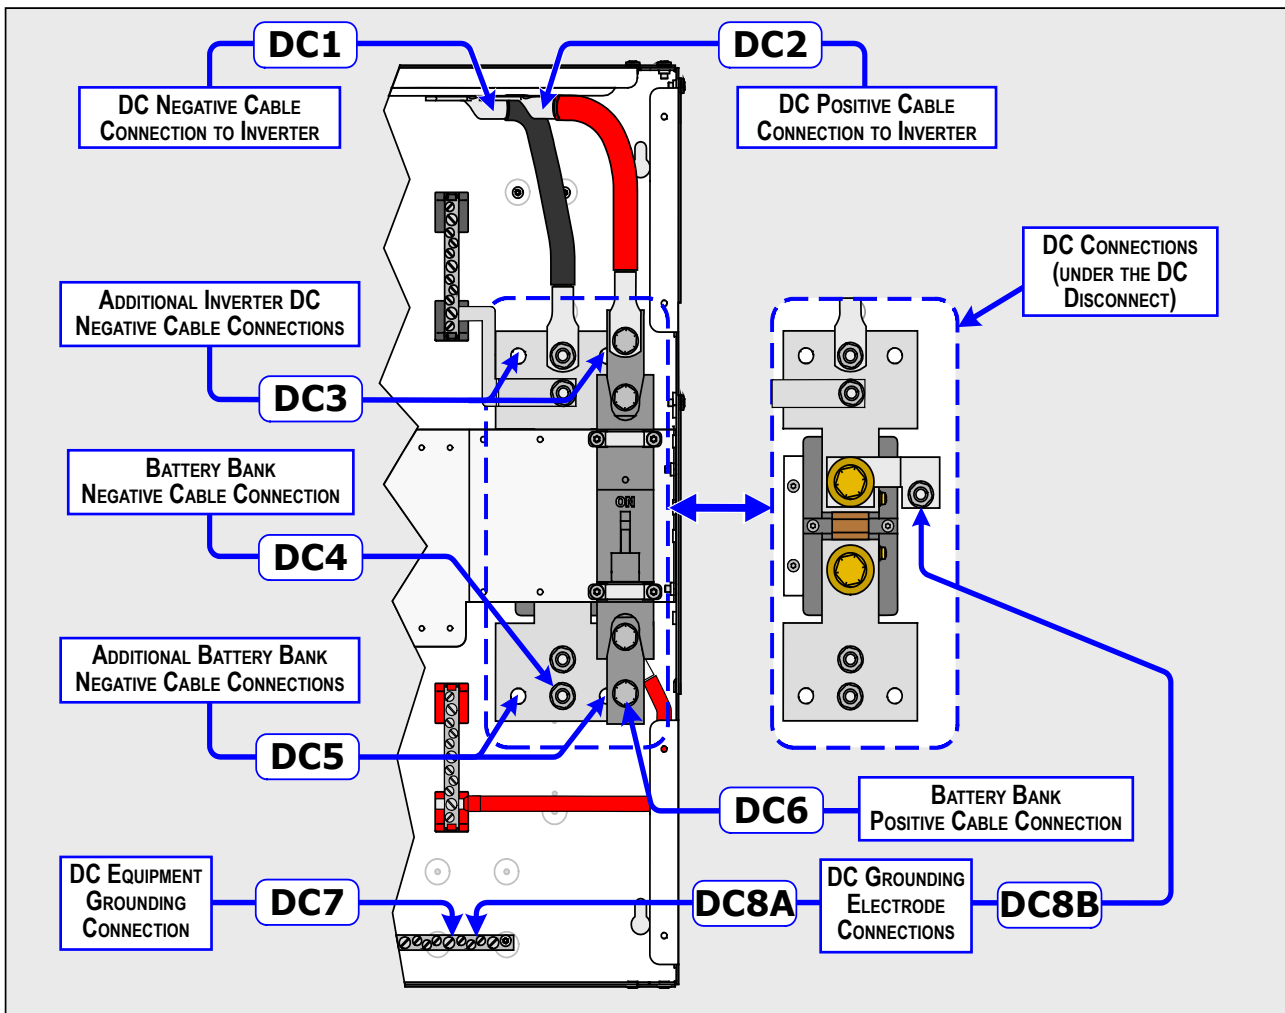 DC1
DC2
DC Negative Cable
Connection to Inverter
DC Positive Cable
Connection to Inverter
DC Connections
(under the DC
Disconnect)
Additional Inverter DC
Negative Cable Connections
DC3
Battery Bank
Negative Cable Connection
ON
DC4
Additional Battery Bank
Negative Cable Connections
DC5
DC6
Battery Bank
Positive Cable Connection
DC Equipment
Grounding
Connection
DC7
DC8A
DC Grounding
Electrode
Connections
DC8B